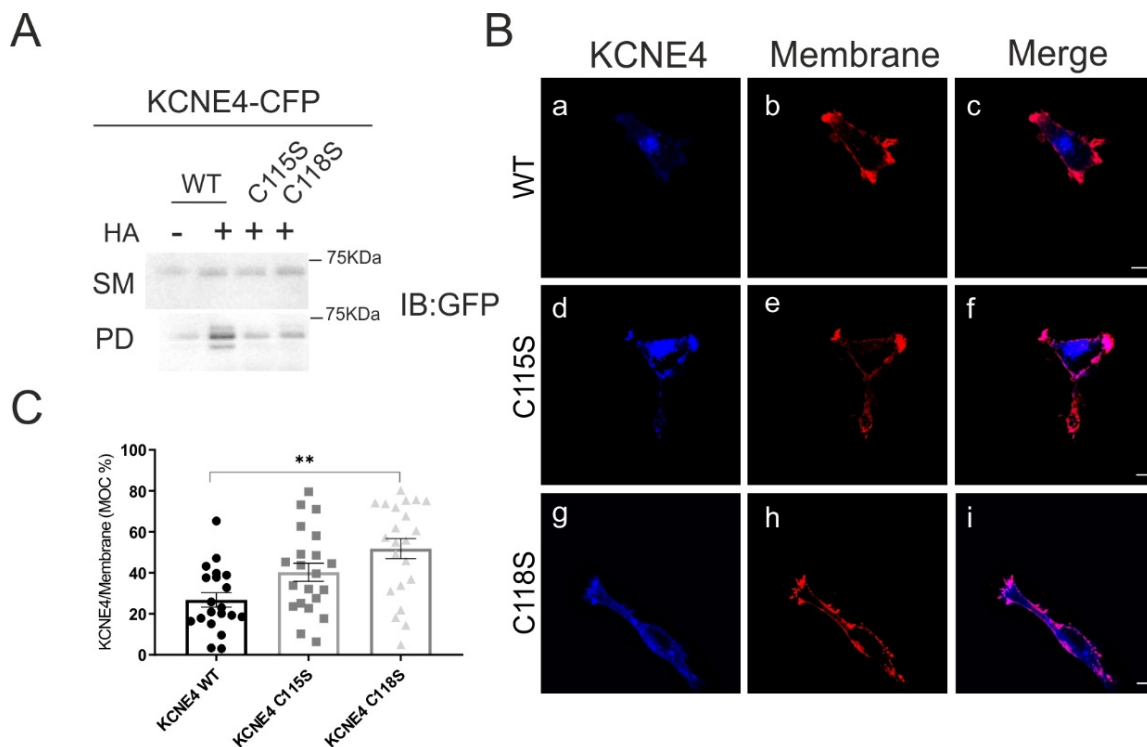 A
KCNE4-CFP
WT
C115S
C118S
HA - + + +
75KDa
SM
75KDa
PD
IB:GFP
B
KCNE4 Membrane Merge
WT
a b c
C115S
d e f
C118S
g h i
C
**
KCNE4/Membrane (MOC %)
100
80
60
40
20
0
KCNE4 WT
KCNE4 C115S
KCNE4 C118S